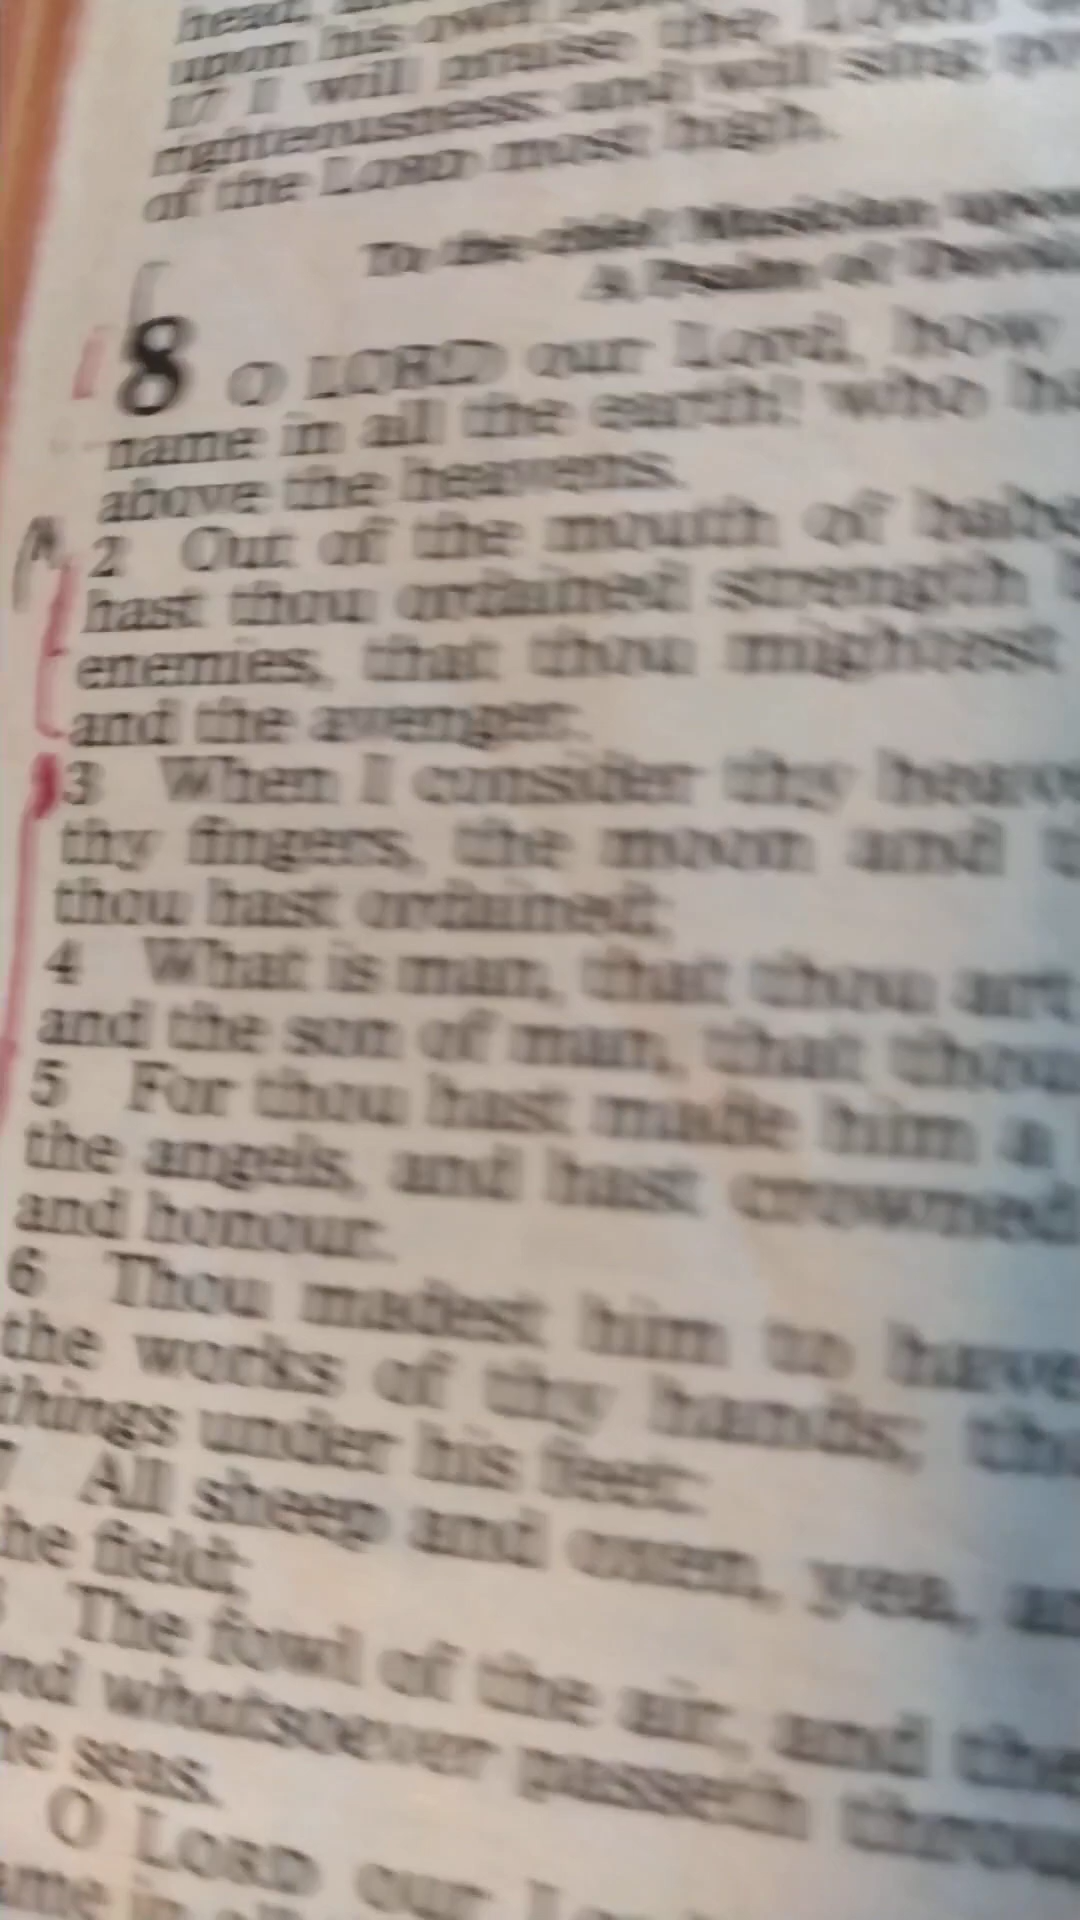 head, and
upon his own
17 I will praise the LORD
righteousness: and will sing
of the LORD most high.
To the chief Musician upon
A Psalm of David
8 O LORD our Lord, how
name in all the earth! who
above the heavens.
2 Out of the mouth of babes
hast thou ordained strength
enemies, that thou mightest
and the avenger.
3 When I consider thy
thy fingers, the moon and
thou hast ordained;
4 What is man, that thou art
and the son of man, that thou
5 For thou hast made him a
the angels, and hast crowned
and honour.
6 Thou madest him to have
the works of thy hands;
things under his feet:
7 All sheep and oxen, yea,
he field;
The fowl of the air, and the
nd whatsoever passeth throu
he seas.
O LORD our
ame in all